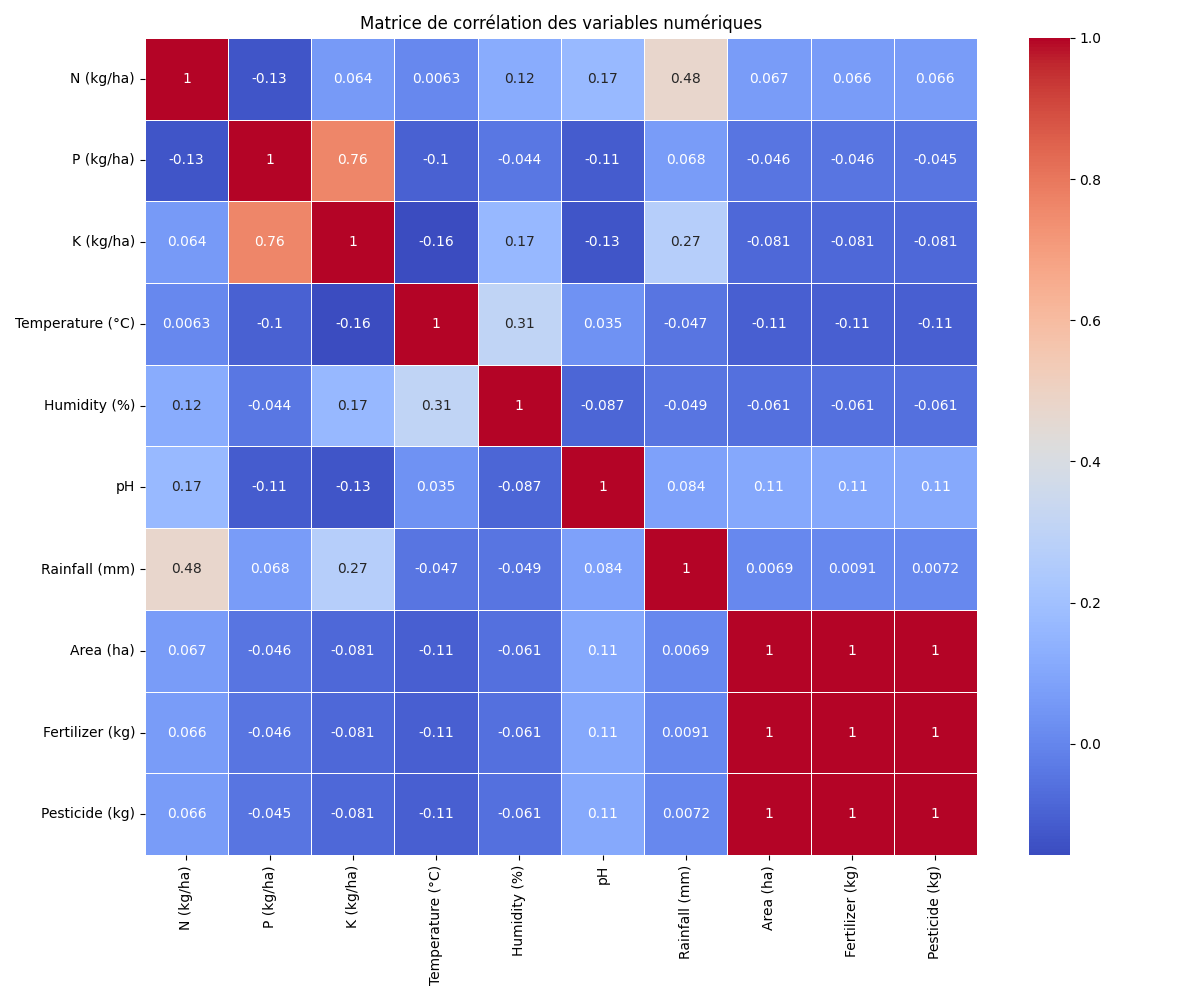 Matrice de corrélation des variables numériques
N (kg/ha) 1 -0.13 0.064 0.0063 0.12 0.17 0.48 0.067 0.066 0.066
P (kg/ha) -0.13 1 0.76 -0.1 -0.044 -0.11 0.068 -0.046 -0.046 -0.045
K (kg/ha) 0.064 0.76 1 -0.16 0.17 -0.13 0.27 -0.081 -0.081 -0.081
Temperature (°C) 0.0063 -0.1 -0.16 1 0.31 0.035 -0.047 -0.11 -0.11 -0.11
Humidity (%) 0.12 -0.044 0.17 0.31 1 -0.087 -0.049 -0.061 -0.061 -0.061
pH 0.17 -0.11 -0.13 0.035 -0.087 1 0.084 0.11 0.11 0.11
Rainfall (mm) 0.48 0.068 0.27 -0.047 -0.049 0.084 1 0.0069 0.0091 0.0072
Area (ha) 0.067 -0.046 -0.081 -0.11 -0.061 0.11 0.0069 1 1 1
Fertilizer (kg) 0.066 -0.046 -0.081 -0.11 -0.061 0.11 0.0091 1 1 1
Pesticide (kg) 0.066 -0.045 -0.081 -0.11 -0.061 0.11 0.0072 1 1 1
N (kg/ha)
P (kg/ha)
K (kg/ha)
Temperature (°C)
Humidity (%)
pH
Rainfall (mm)
Area (ha)
Fertilizer (kg)
Pesticide (kg)
1.0
0.8
0.6
0.4
0.2
0.0